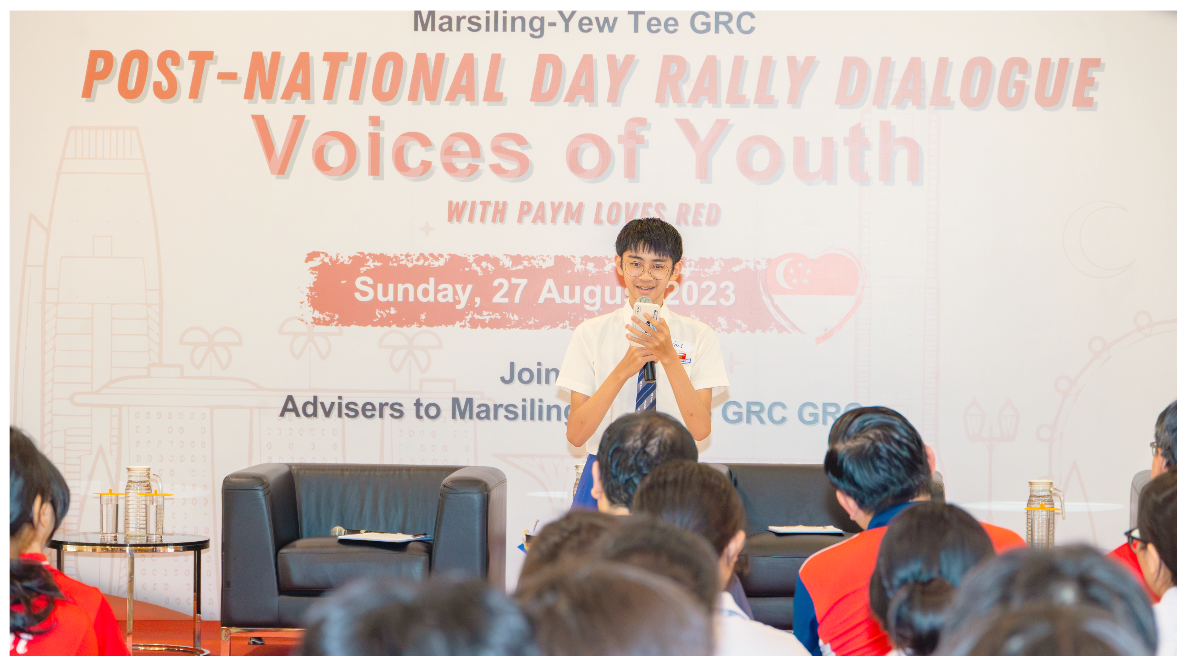 Marsiling-Yew Tee GRC
POST-NATIONAL DAY RALLY DIALOGUE
Voices of Youth
WITH PAYM LOVES RED
Sunday, 27 Augu 2023
Join
Advisers to Marsiling GRC GRC